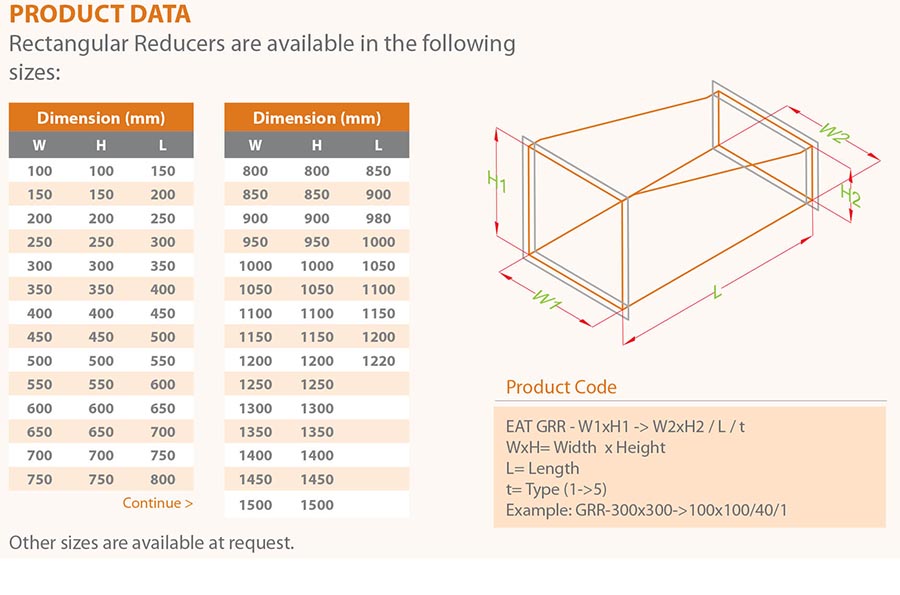 PRODUCT DATA
Rectangular Reducers are available in the following
sizes:
Dimension (mm)
W H L
100 100 150
150 150 200
200 200 250
250 250 300
300 300 350
350 350 400
400 400 450
450 450 500
500 500 550
550 550 600
600 600 650
650 650 700
700 700 750
750 750 800
Continue >
Dimension (mm)
W H L
800 800 850
850 850 900
900 900 980
950 950 1000
1000 1000 1050
1050 1050 1100
1100 1100 1150
1150 1150 1200
1200 1200 1220
1250 1250
1300 1300
1350 1350
1400 1400
1450 1450
1500 1500
Other sizes are available at request.
W2
H1
H2
W1
L
Product Code
EAT GRR - W1xH1 -> W2xH2 / L / t
WxH= Width x Height
L= Length
t= Type (1->5)
Example: GRR-300x300->100x100/40/1